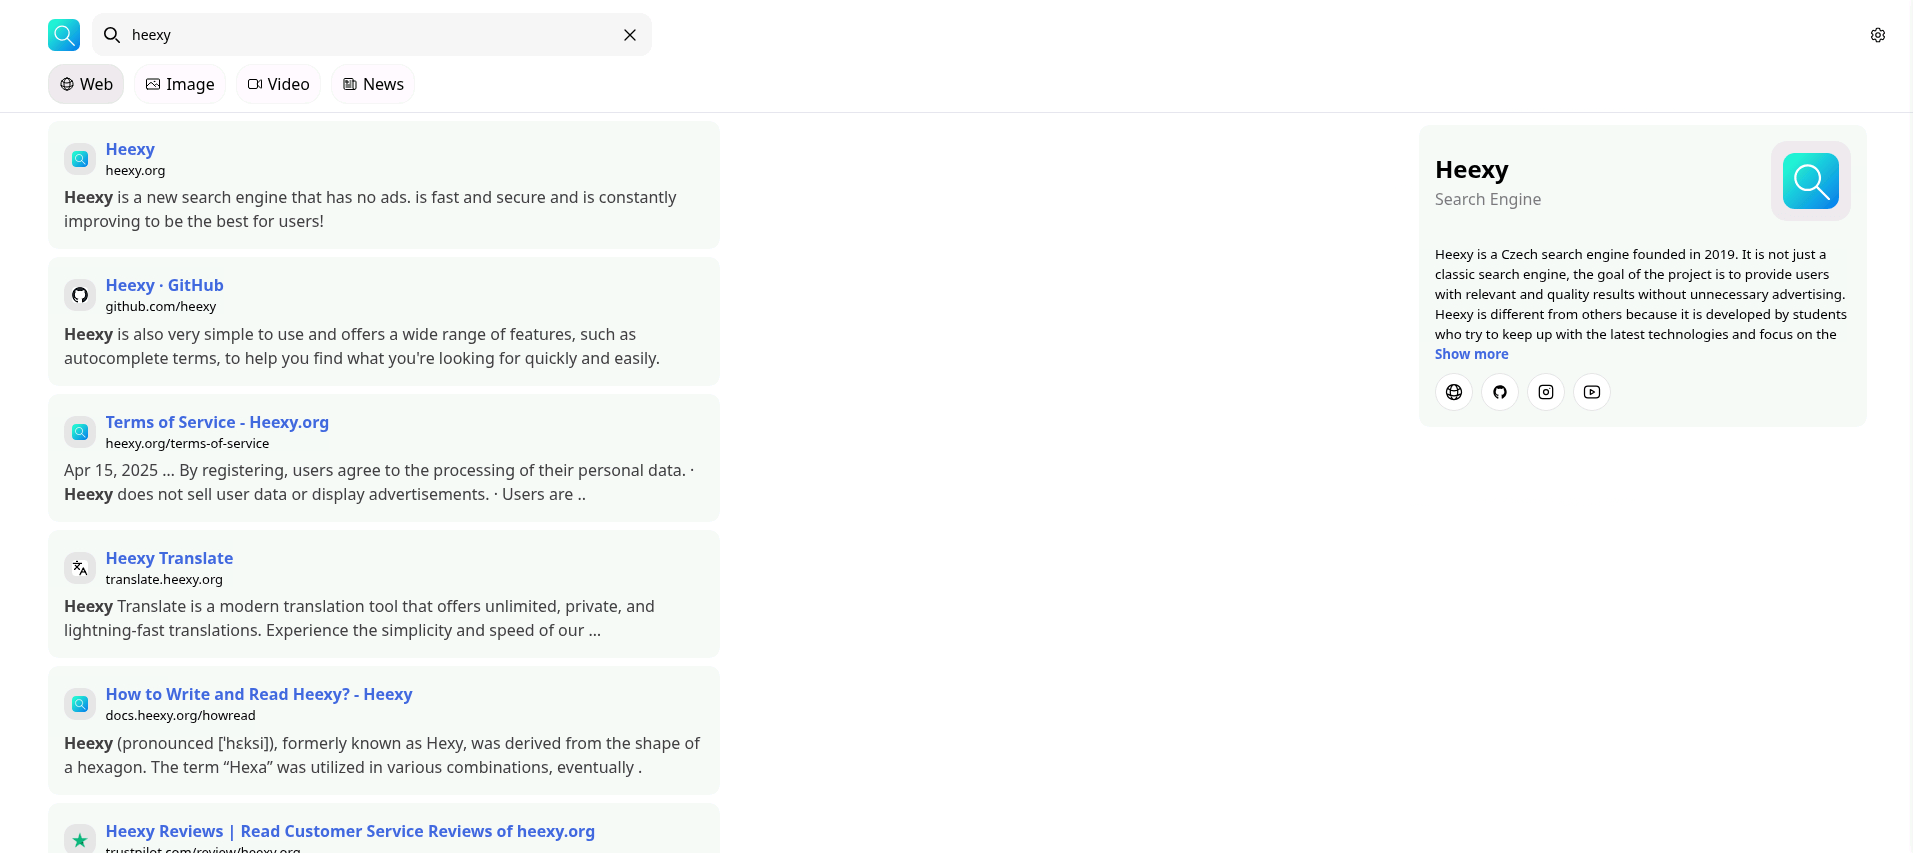 heexy
Web
Image
Video
News
Heexy
heexy.org
Heexy is a new search engine that has no ads. is fast and secure and is constantly
improving to be the best for users!
Heexy · GitHub
github.com/heexy
Heexy is also very simple to use and offers a wide range of features, such as
autocomplete terms, to help you find what you're looking for quickly and easily.
Terms of Service - Heexy.org
heexy.org/terms-of-service
Apr 15, 2025 ... By registering, users agree to the processing of their personal data. ·
Heexy does not sell user data or display advertisements. · Users are ..
Heexy Translate
translate.heexy.org
Heexy Translate is a modern translation tool that offers unlimited, private, and
lightning-fast translations. Experience the simplicity and speed of our ...
How to Write and Read Heexy? - Heexy
docs.heexy.org/howread
Heexy (pronounced ['hɛksi]), formerly known as Hexy, was derived from the shape of
a hexagon. The term “Hexa” was utilized in various combinations, eventually .
Heexy Reviews | Read Customer Service Reviews of heexy.org
trustpilot.com/review/heexy.org
Heexy
Search Engine
Heexy is a Czech search engine founded in 2019. It is not just a
classic search engine, the goal of the project is to provide users
with relevant and quality results without unnecessary advertising.
Heexy is different from others because it is developed by students
who try to keep up with the latest technologies and focus on the
Show more